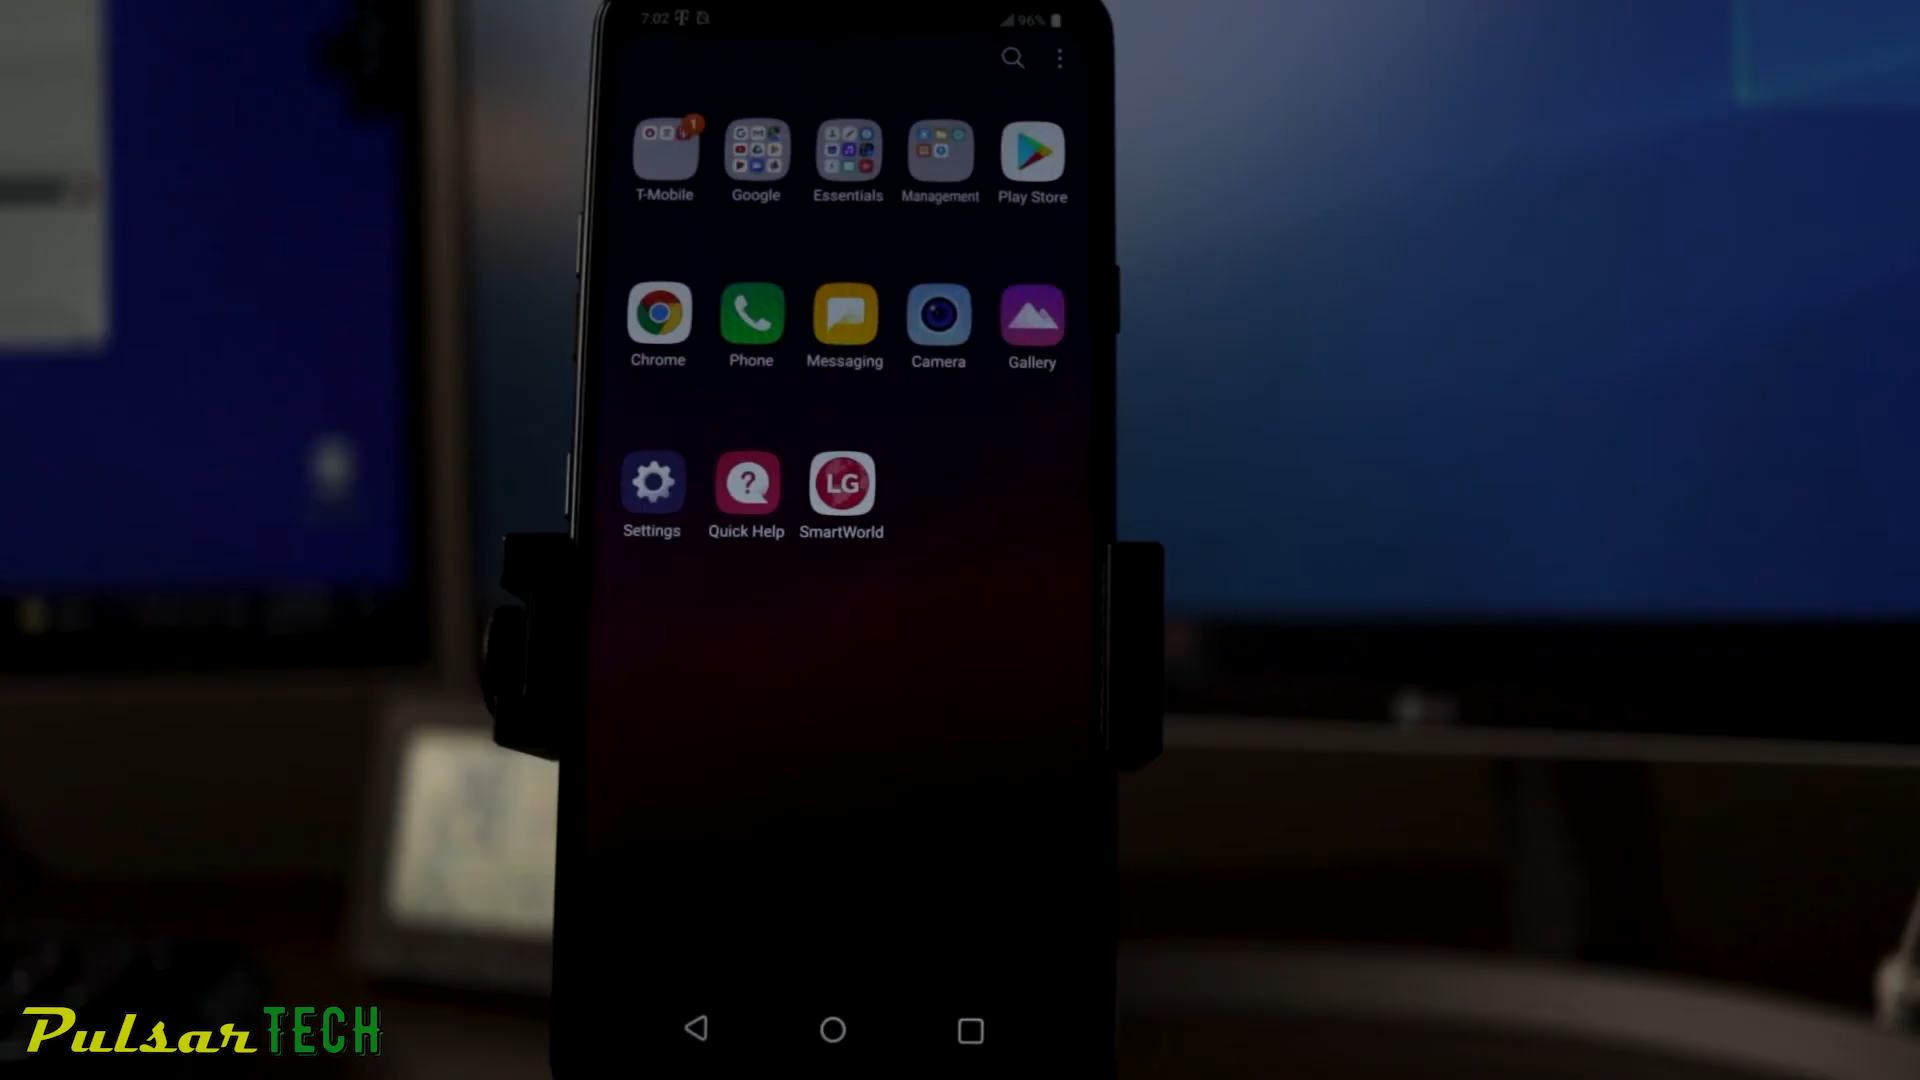 7:02 96%
1
T-Mobile Google Essentials Management Play Store
Chrome Phone Messaging Camera Gallery
LG
Settings Quick Help SmartWorld
Pulsar TECH